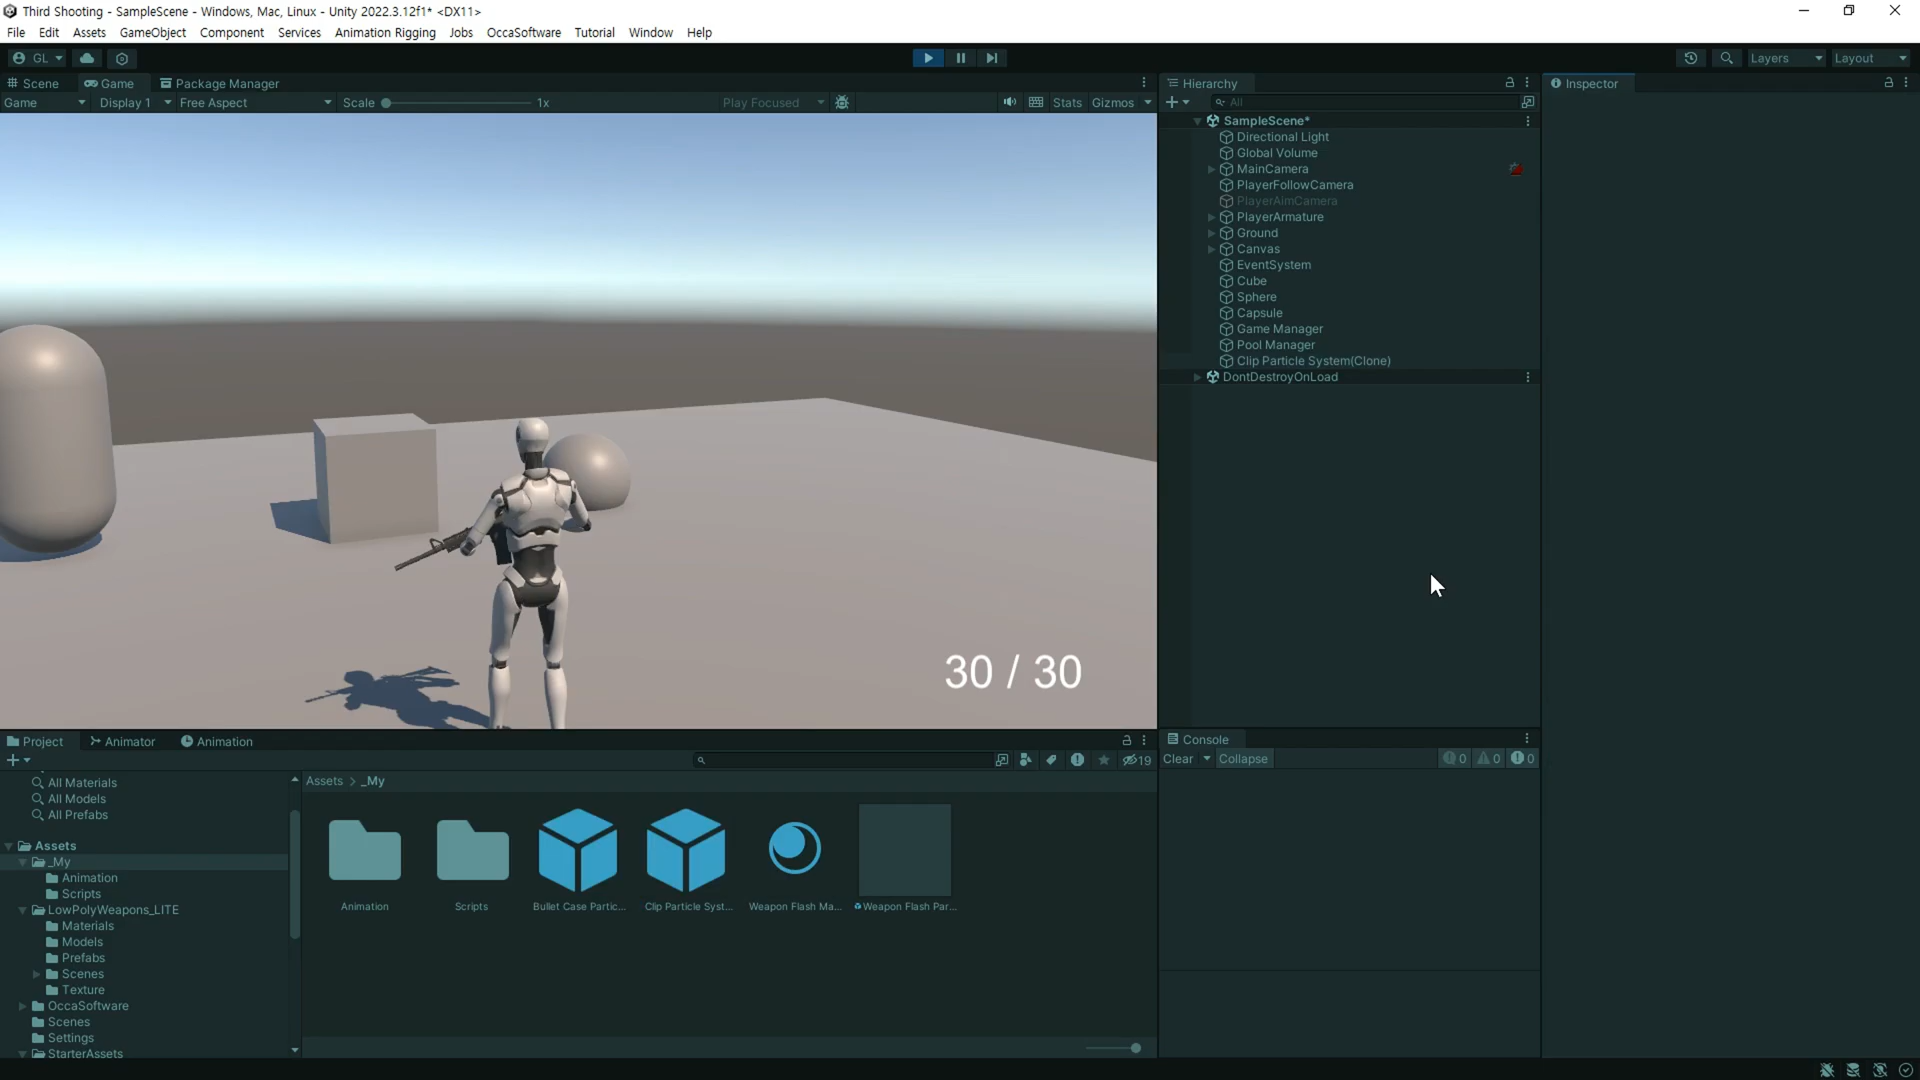 Third Shooting - SampleScene - Windows, Mac, Linux - Unity 2022.3.12f1* <DX11>
File Edit Assets GameObject Component Services Animation Rigging Jobs OccaSoftware Tutorial Window Help
GL Layers Layout
Scene Game Package Manager
Game Display 1 Free Aspect Scale 1x Play Focused Stats Gizmos
30 / 30
Hierarchy
All
SampleScene*
Directional Light
Global Volume
MainCamera
PlayerFollowCamera
PlayerAimCamera
PlayerArmature
Ground
Canvas
EventSystem
Cube
Sphere
Capsule
Game Manager
Pool Manager
Clip Particle System(Clone)
DontDestroyOnLoad
Inspector
Project Animator Animation
19
All Materials
All Models
All Prefabs
Assets
_My
Animation
Scripts
LowPolyWeapons_LITE
Materials
Models
Prefabs
Scenes
Texture
OccaSoftware
Scenes
Settings
StarterAssets
Assets > _My
Animation Scripts Bullet Case Partic... Clip Particle Syst... Weapon Flash Ma... Weapon Flash Par...
Console
Clear Collapse 0 0 0